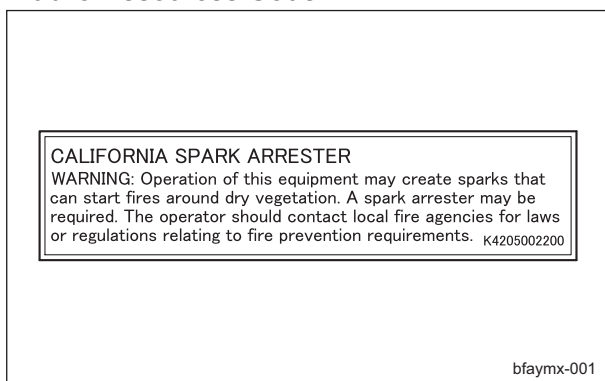 CALIFORNIA SPARK ARRESTER
WARNING: Operation of this equipment may create sparks that
can start fires around dry vegetation. A spark arrester may be
required. The operator should contact local fire agencies for laws
or regulations relating to fire prevention requirements. K4205002200
bfaymx-001